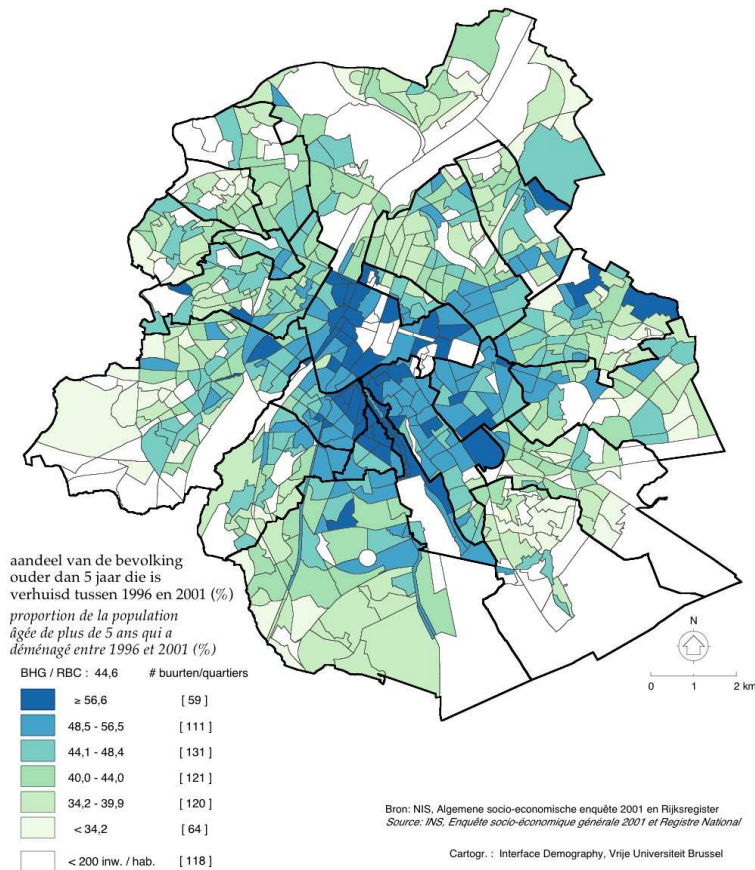 aandeel van de bevolking
ouder dan 5 jaar die is
verhuisd tussen 1996 en 2001 (%)
proportion de la population
âgée de plus de 5 ans qui a
déménagé entre 1996 et 2001 (%)
BHG / RBC : 44,6 # buurten/quartiers
≥ 56,6 [ 59 ]
48,5 - 56,5 [ 111 ]
44,1 - 48,4 [ 131 ]
40,0 - 44,0 [ 121 ]
34,2 - 39,9 [ 120 ]
< 34,2 [ 64 ]
< 200 inw. / hab. [ 118 ]
N
0 1 2 km
Bron: NIS, Algemene socio-economische enquête 2001 en Rijksregister
Source: INS, Enquête socio-économique générale 2001 et Registre National
Cartogr. : Interface Demography, Vrije Universiteit Brussel